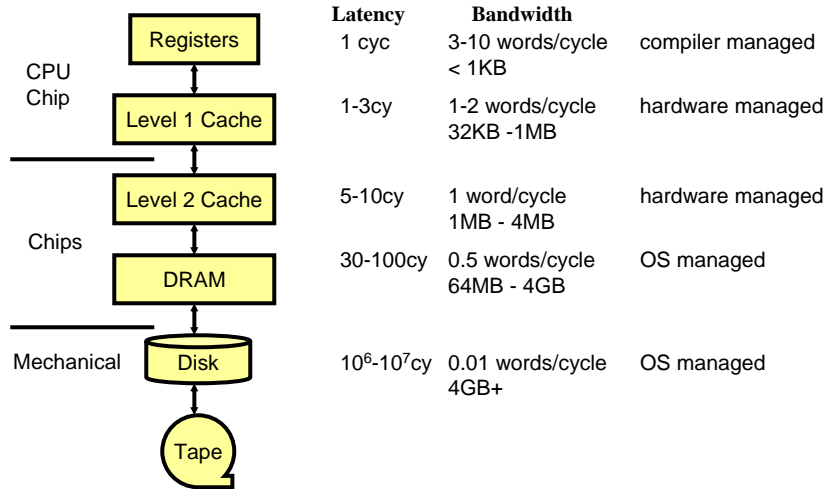 Latency Bandwidth
Registers 1 cyc 3-10 words/cycle compiler managed
< 1KB
CPU
Chip
Level 1 Cache 1-3cy 1-2 words/cycle hardware managed
32KB -1MB
Level 2 Cache 5-10cy 1 word/cycle hardware managed
1MB - 4MB
Chips
DRAM 30-100cy 0.5 words/cycle OS managed
64MB - 4GB
Mechanical Disk 10⁶-10⁷cy 0.01 words/cycle OS managed
4GB+
Tape